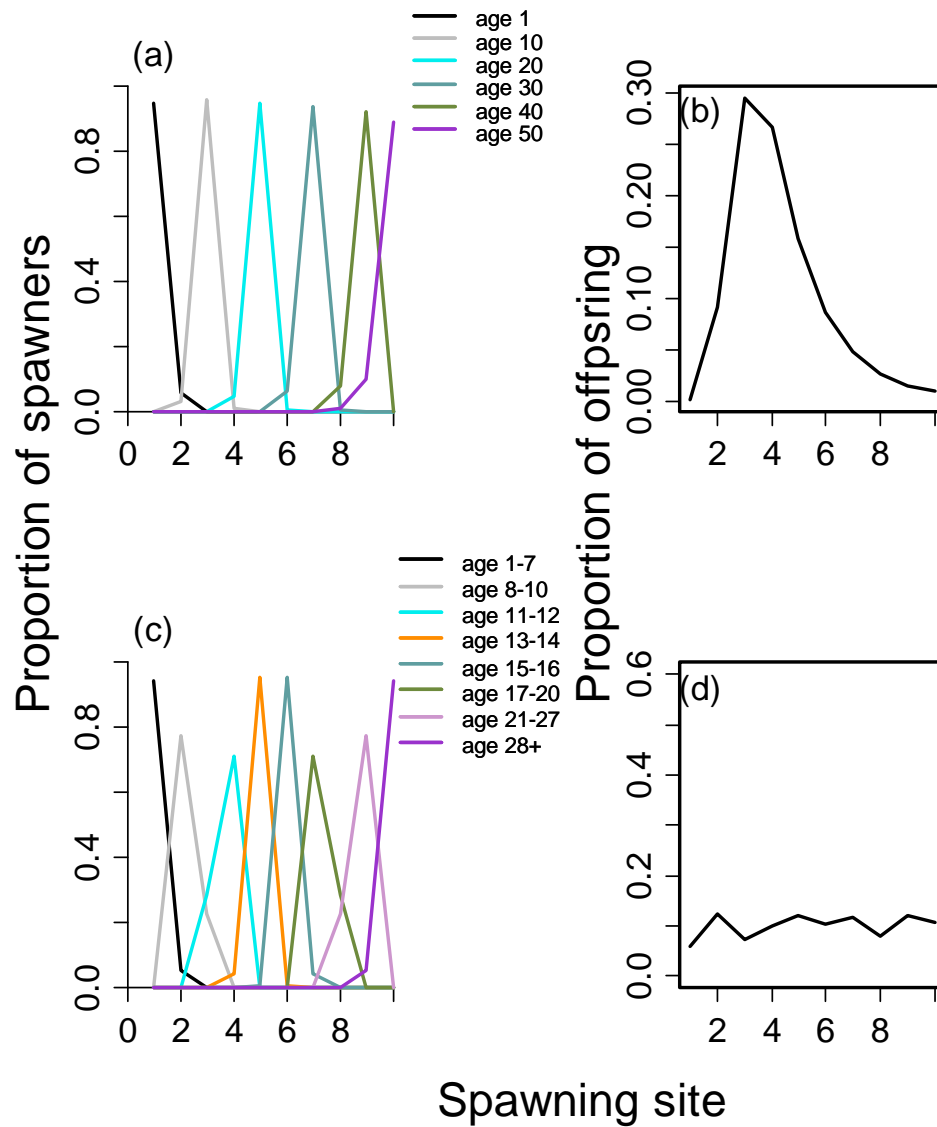 age 1
age 10
age 20
age 30
age 40
age 50
(a)
0.0 0.4 0.8
0 2 4 6 8
Proportion of spawners
(b)
0.00 0.10 0.20 0.30
2 4 6 8
Proportion of offpsring
age 1-7
age 8-10
age 11-12
age 13-14
age 15-16
age 17-20
age 21-27
age 28+
(c)
0.0 0.4 0.8
0 2 4 6 8
(d)
0.0 0.2 0.4 0.6
2 4 6 8
Spawning site